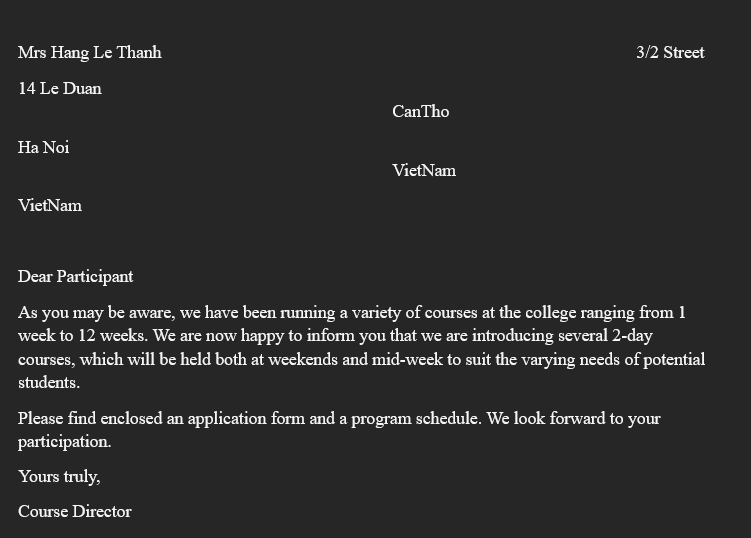 Mrs Hang Le Thanh 3/2 Street
14 Le Duan
CanTho
Ha Noi
VietNam
VietNam
Dear Participant
As you may be aware, we have been running a variety of courses at the college ranging from 1
week to 12 weeks. We are now happy to inform you that we are introducing several 2-day
courses, which will be held both at weekends and mid-week to suit the varying needs of potential
students.
Please find enclosed an application form and a program schedule. We look forward to your
participation.
Yours truly,
Course Director